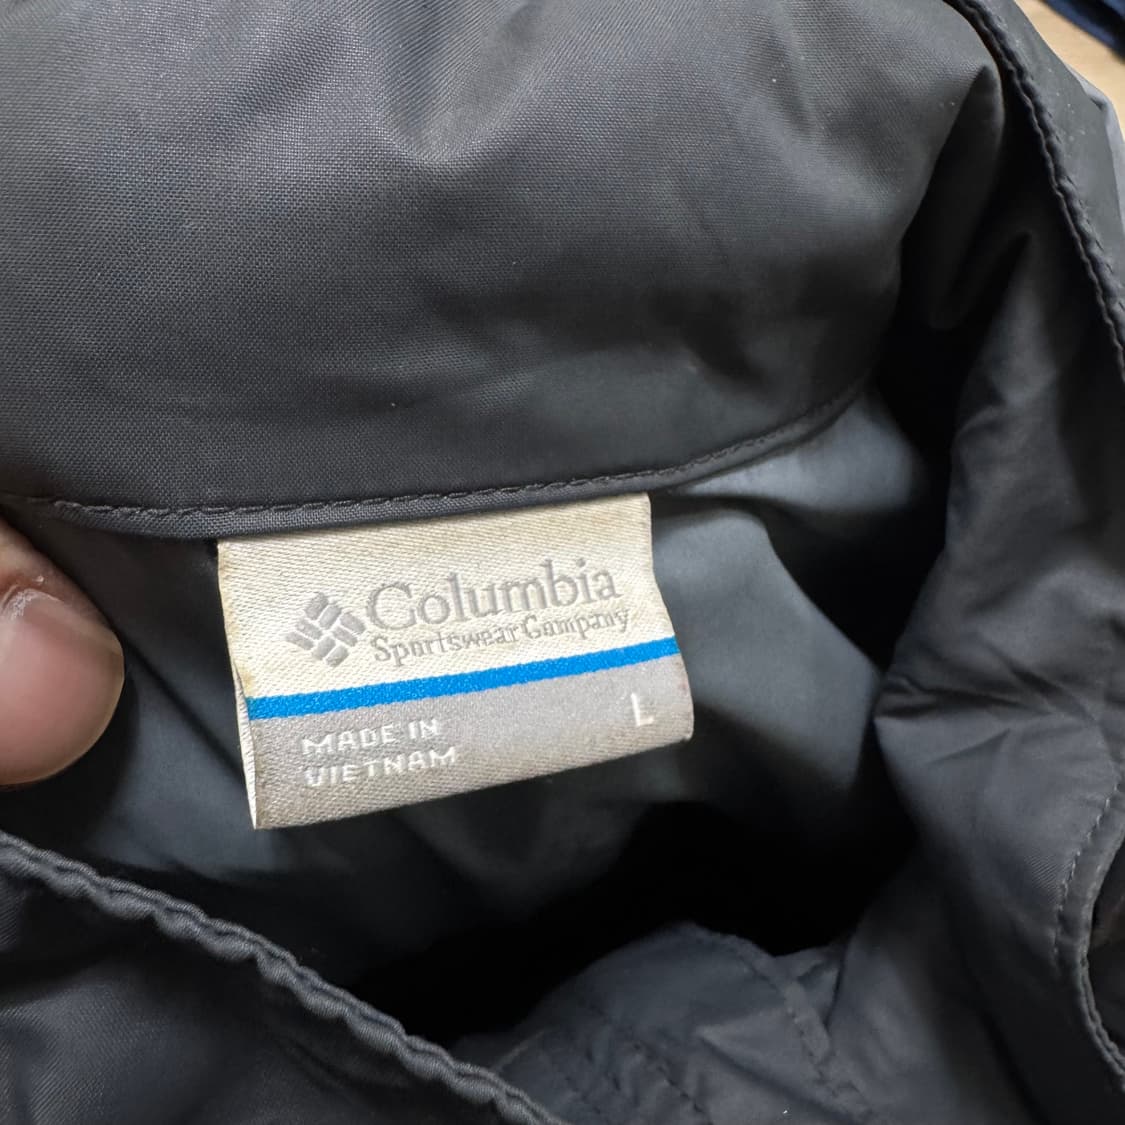 Columbia
Sportswear Company
MADE IN
VIETNAM
L